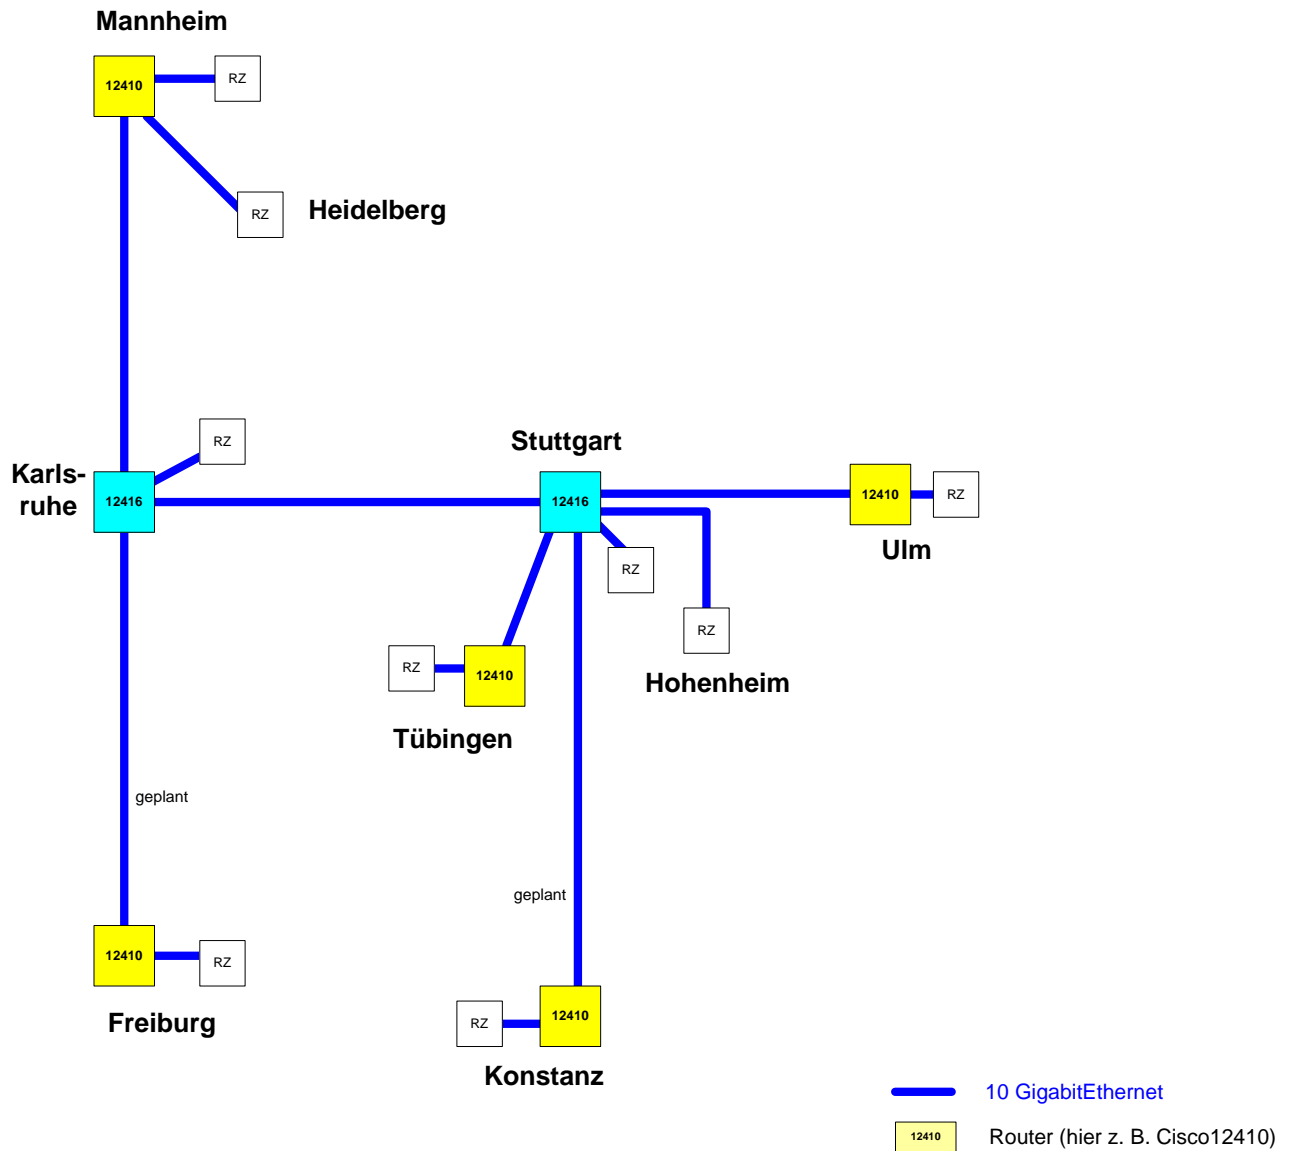 Mannheim
12410
RZ
RZ
Heidelberg
RZ
Karls-
ruhe
12416
Stuttgart
12416
12410
RZ
Ulm
RZ
RZ
Hohenheim
RZ
12410
Tübingen
geplant
geplant
12410
RZ
Freiburg
RZ
12410
Konstanz
10 GigabitEthernet
12410
Router (hier z. B. Cisco12410)